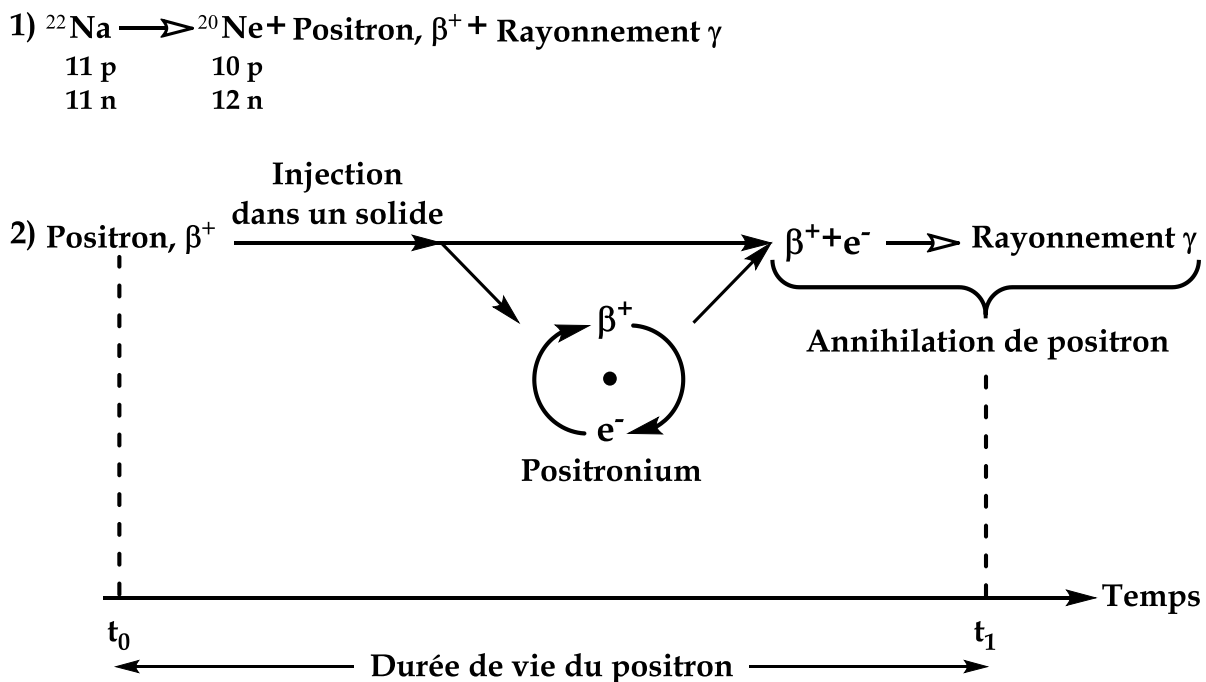 1) ²²Na ²⁰Ne + Positron, β⁺ + Rayonnement γ
11 p 10 p
11 n 12 n
Injection
dans un solide
2) Positron, β⁺ β⁺+e⁻ Rayonnement γ
β⁺
Annihilation de positron
e⁻
Positronium
Temps
t₀ t₁
Durée de vie du positron